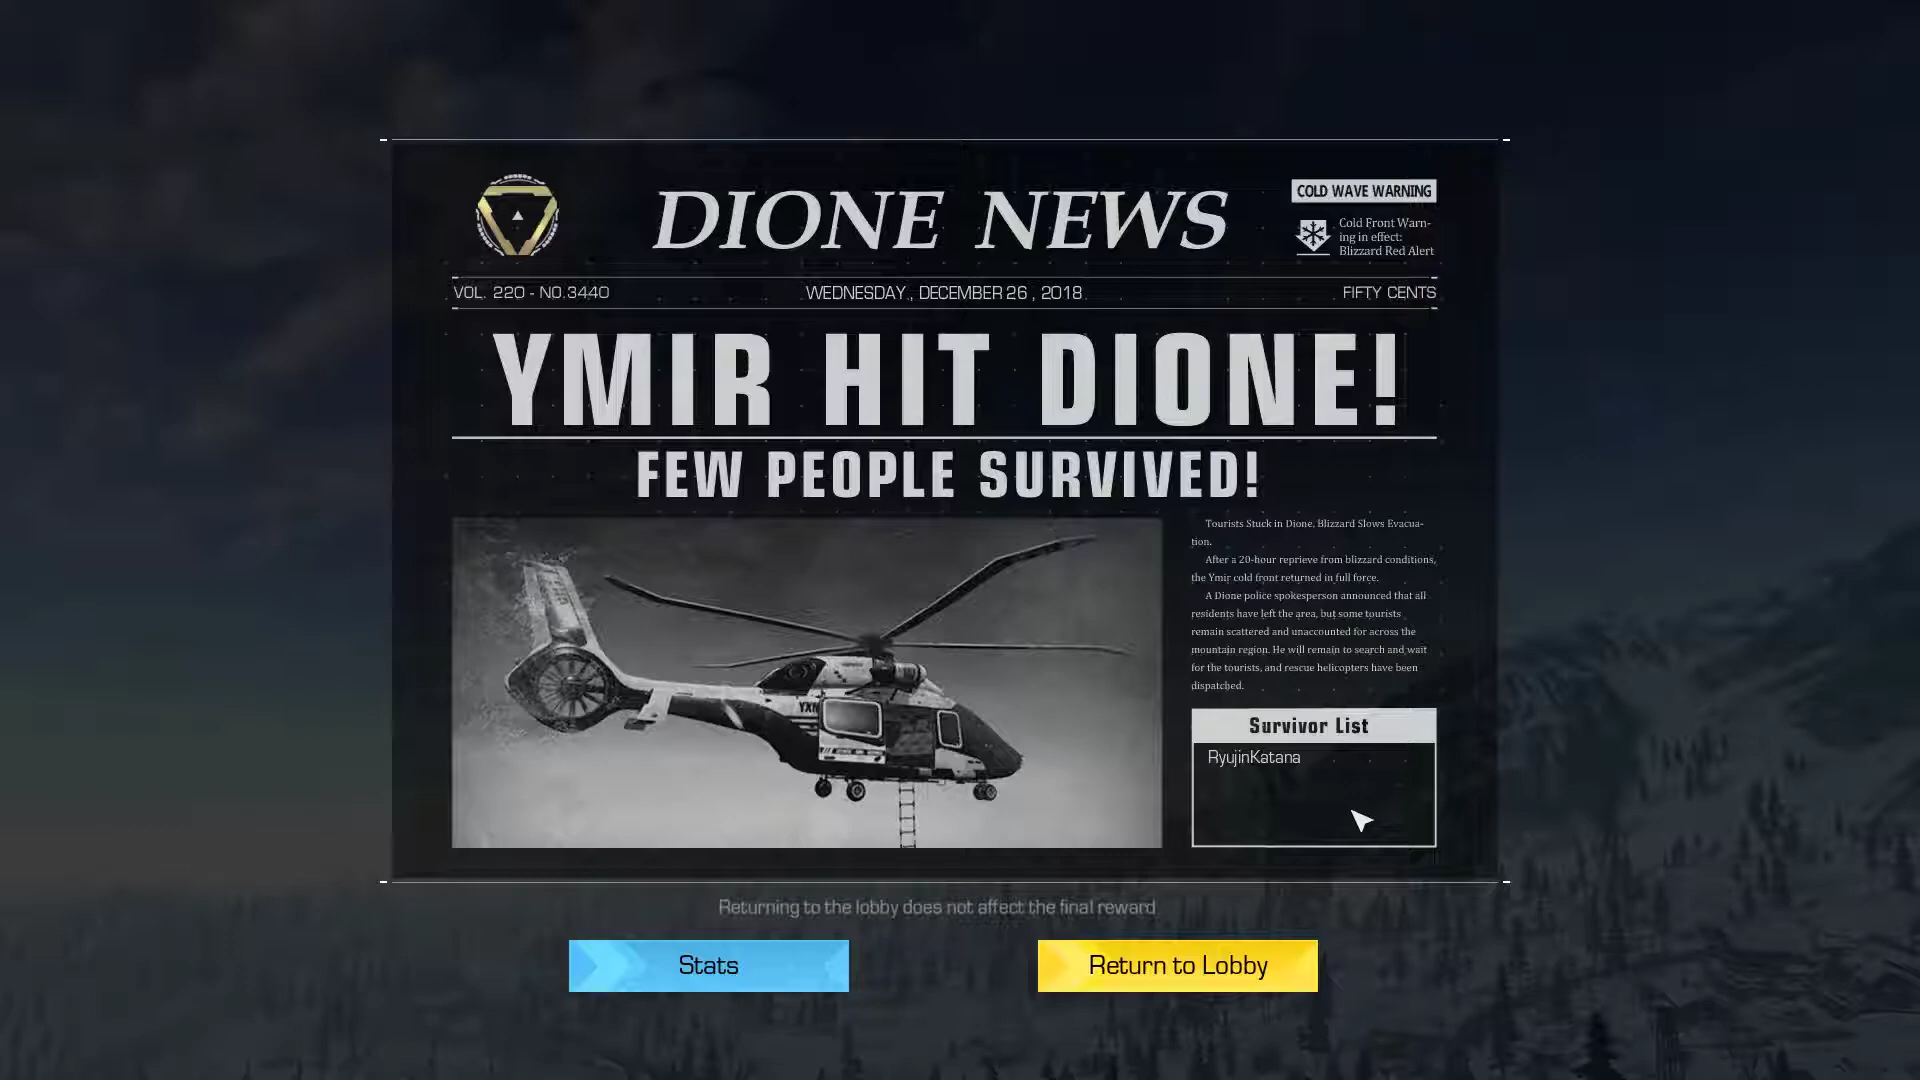 DIONE NEWS
COLD WAVE WARNING
Cold Front Warn-
ing in effect:
Blizzard Red Alert
VOL. 220 - NO.3440
WEDNESDAY , DECEMBER 26 , 2018
FIFTY CENTS
YMIR HIT DIONE!
FEW PEOPLE SURVIVED!
Tourists Stuck in Dione, Blizzard Slows Evacua-
tion.
After a 20-hour reprieve from blizzard conditions,
the Ymir cold front returned in full force.
A Dione police spokesperson announced that all
residents have left the area, but some tourists
remain scattered and unaccounted for across the
mountain region. He will remain to search and wait
for the tourists, and rescue helicopters have been
dispatched.
Survivor List
RyujinKatana
Returning to the lobby does not affect the final reward
Stats
Return to Lobby